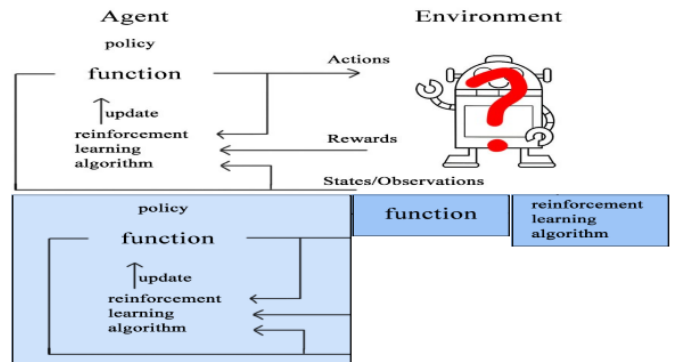 Agent
Environment
policy
function
Actions
update
reinforcement
learning
algorithm
Rewards
States/Observations
?
policy
function
update
reinforcement
learning
algorithm
function
reinforcement
learning
algorithm